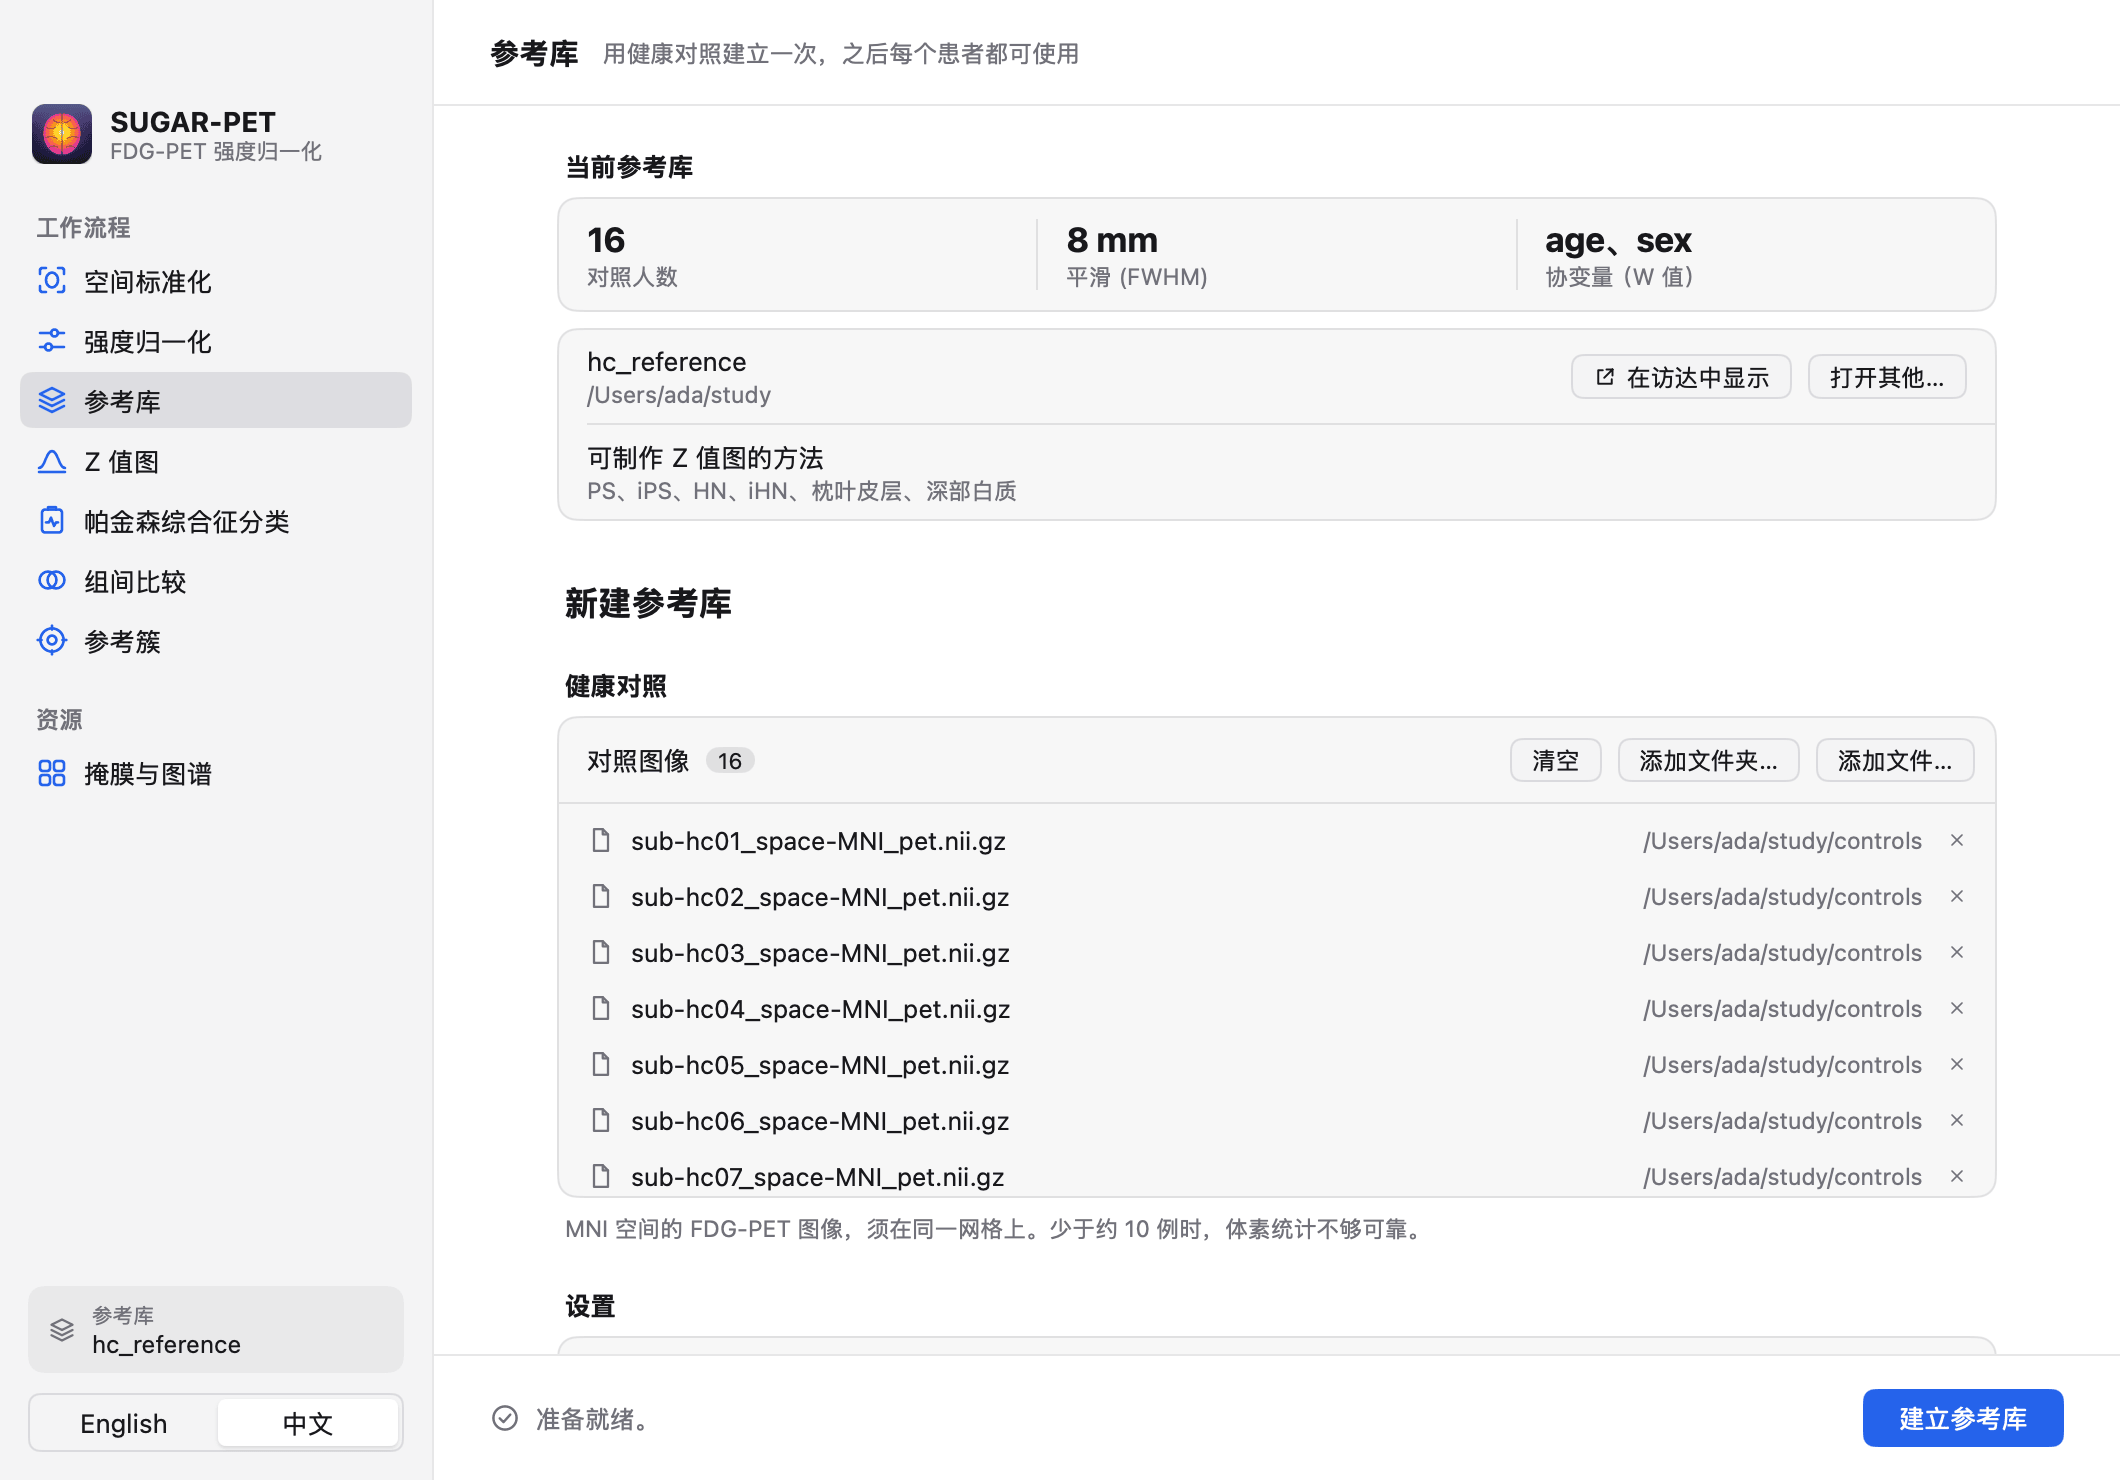 SUGAR-PET
FDG-PET 强度归一化
工作流程
空间标准化
强度归一化
参考库
Z 值图
帕金森综合征分类
组间比较
参考簇
资源
掩膜与图谱
参考库
hc_reference
English
中文
参考库
用健康对照建立一次，之后每个患者都可使用
当前参考库
16
对照人数
8 mm
平滑 (FWHM)
age、sex
协变量（W 值）
hc_reference
/Users/ada/study
在访达中显示
打开其他...
可制作 Z 值图的方法
PS、iPS、HN、iHN、枕叶皮层、深部白质
新建参考库
健康对照
对照图像 16
清空
添加文件夹...
添加文件...
sub-hc01_space-MNI_pet.nii.gz /Users/ada/study/controls ×
sub-hc02_space-MNI_pet.nii.gz /Users/ada/study/controls ×
sub-hc03_space-MNI_pet.nii.gz /Users/ada/study/controls ×
sub-hc04_space-MNI_pet.nii.gz /Users/ada/study/controls ×
sub-hc05_space-MNI_pet.nii.gz /Users/ada/study/controls ×
sub-hc06_space-MNI_pet.nii.gz /Users/ada/study/controls ×
sub-hc07_space-MNI_pet.nii.gz /Users/ada/study/controls ×
MNI 空间的 FDG-PET 图像，须在同一网格上。少于约 10 例时，体素统计不够可靠。
设置
准备就绪。
建立参考库